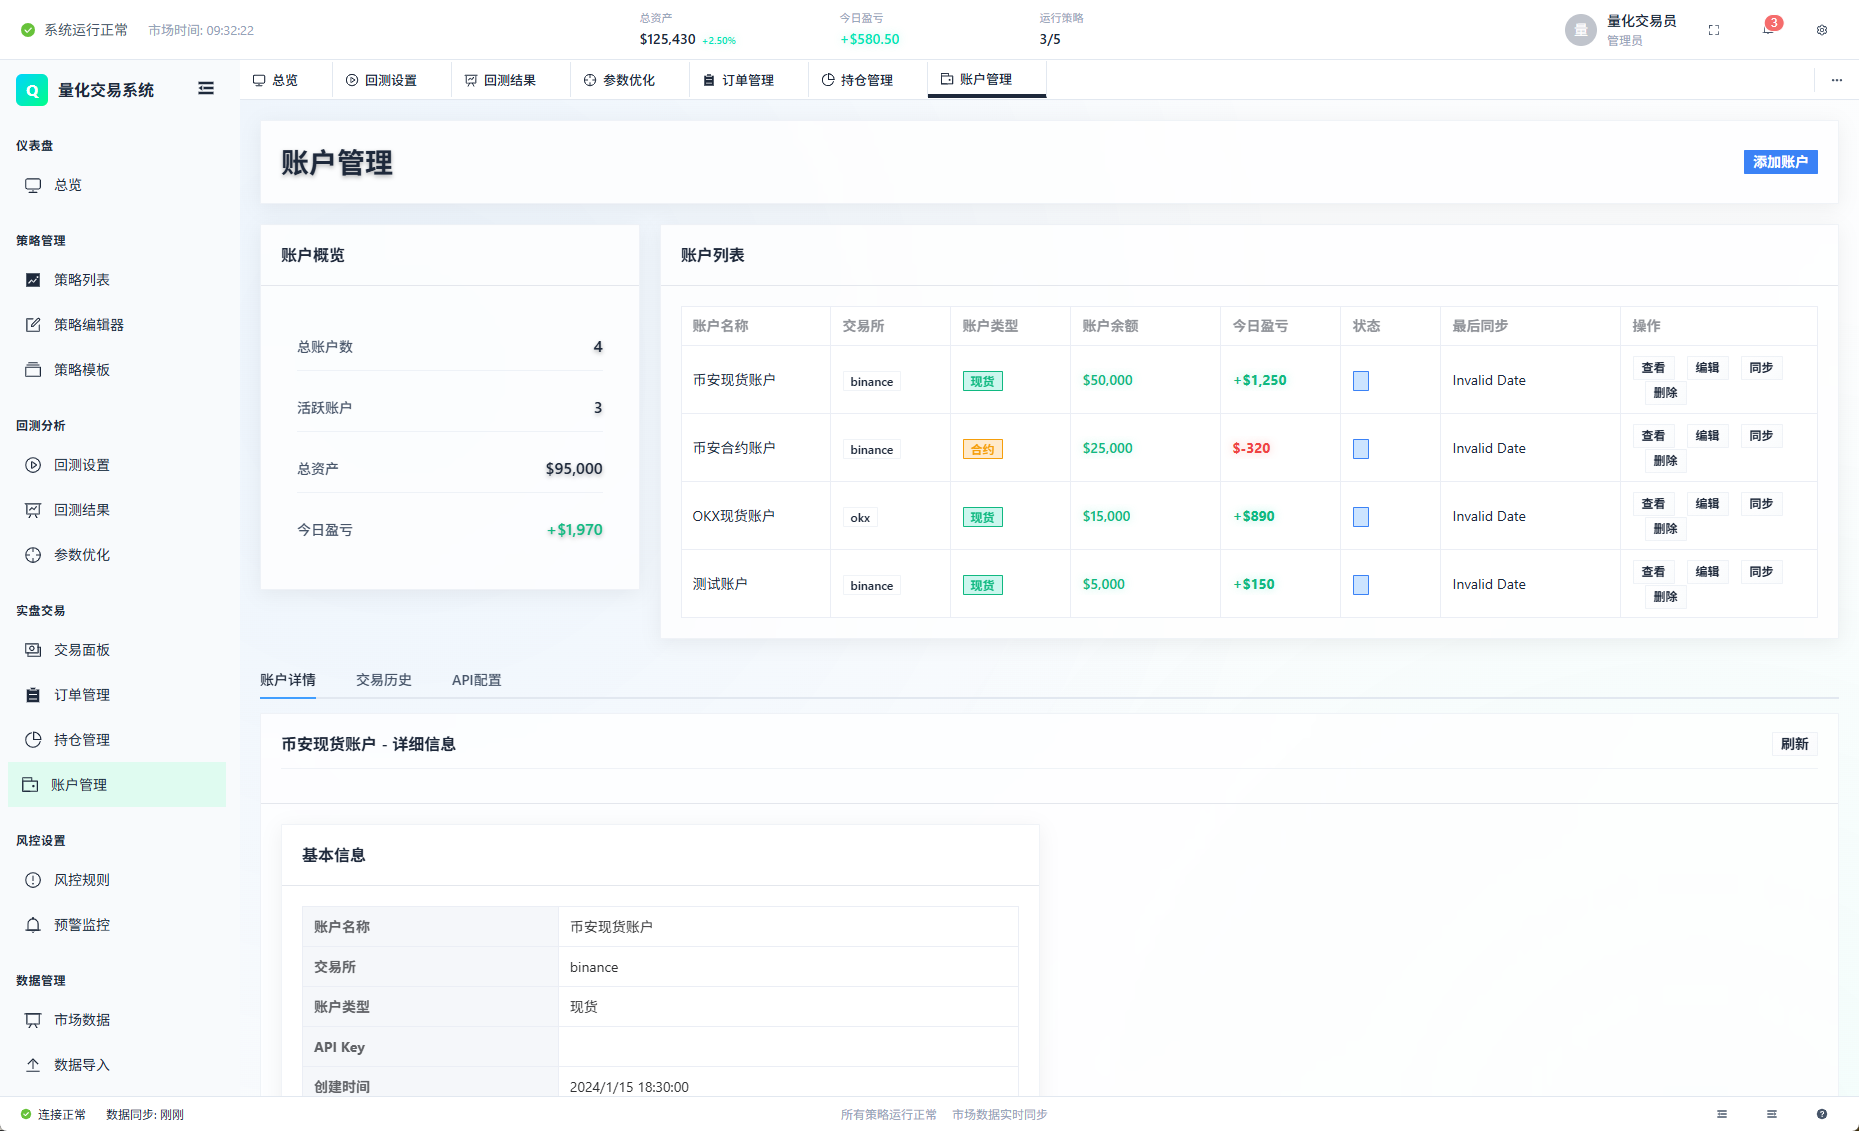 系统运行正常 市场时间: 09:32:22
总资产
$125,430 +2.50%
今日盈亏
+$580.50
运行策略
3/5
量
量化交易员
管理员
3
Q 量化交易系统
总览 回测设置 回测结果 参数优化 订单管理 持仓管理 账户管理
仪表盘
总览
策略管理
策略列表
策略编辑器
策略模板
回测分析
回测设置
回测结果
参数优化
实盘交易
交易面板
订单管理
持仓管理
账户管理
风控设置
风控规则
预警监控
数据管理
市场数据
数据导入
账户管理
添加账户
账户概览
总账户数 4
活跃账户 3
总资产 $95,000
今日盈亏 +$1,970
账户列表
账户名称 交易所 账户类型 账户余额 今日盈亏 状态 最后同步 操作
币安现货账户 binance 现货 $50,000 +$1,250 Invalid Date 查看 编辑 同步
删除
币安合约账户 binance 合约 $25,000 $-320 Invalid Date 查看 编辑 同步
删除
OKX现货账户 okx 现货 $15,000 +$890 Invalid Date 查看 编辑 同步
删除
测试账户 binance 现货 $5,000 +$150 Invalid Date 查看 编辑 同步
删除
账户详情 交易历史 API配置
币安现货账户 - 详细信息 刷新
基本信息
账户名称 币安现货账户
交易所 binance
账户类型 现货
API Key
创建时间 2024/1/15 18:30:00
连接正常 数据同步: 刚刚
所有策略运行正常 市场数据实时同步